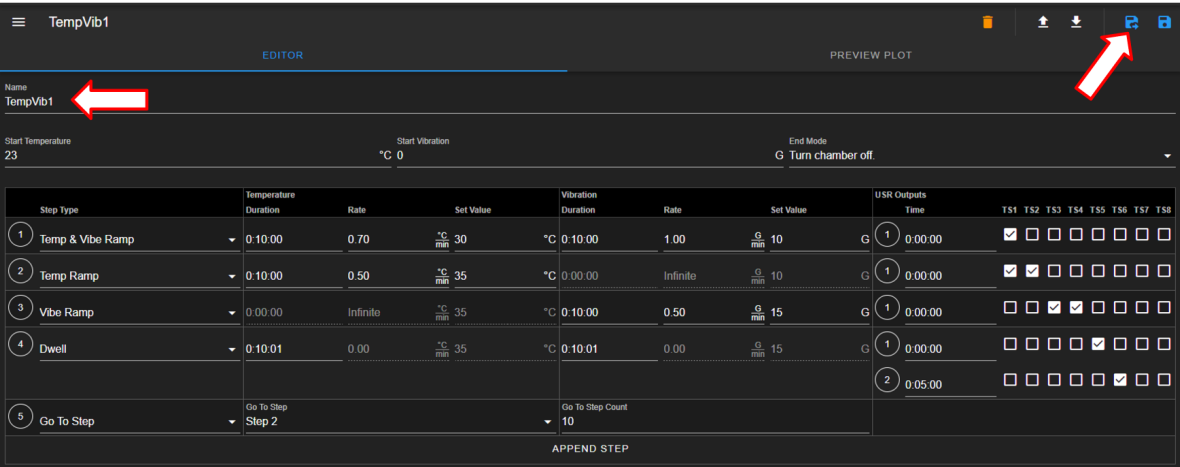 TempVib1
EDITOR PREVIEW PLOT
Name
TempVib1
Start Temperature Start Vibration End Mode
23 °C 0 G Turn chamber off.
Temperature Vibration USR Outputs
Step Type Duration Rate Set Value Duration Rate Set Value Time TS1 TS2 TS3 TS4 TS5 TS6 TS7 TS8
1 Temp & Vibe Ramp 0:10:00 0.70 °C/min 30 °C 0:10:00 1.00 G/min 10 G 1 0:00:00
2 Temp Ramp 0:10:00 0.50 °C/min 35 °C 0:00:00 Infinite G/min 10 G 1 0:00:00
3 Vibe Ramp 0:00:00 Infinite °C/min 35 °C 0:10:00 0.50 G/min 15 G 1 0:00:00
4 Dwell 0:10:01 0.00 °C/min 35 °C 0:10:01 0.00 G/min 15 G 1 0:00:00
2 0:05:00
Go To Step Go To Step Count
5 Go To Step Step 2 10
APPEND STEP